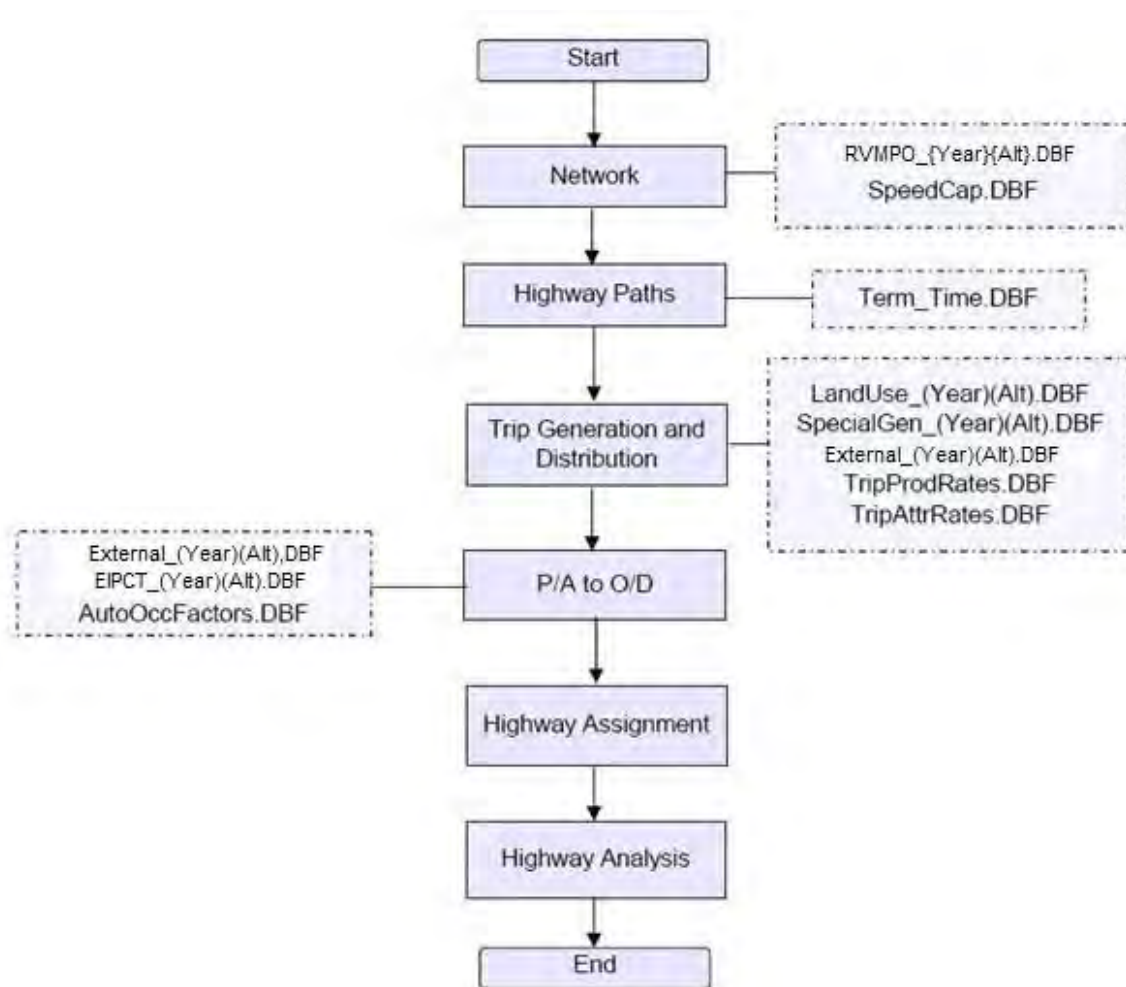 Start
Network
RVMPO_{Year}{Alt}.DBF
SpeedCap.DBF
Highway Paths
Term_Time.DBF
Trip Generation and
Distribution
LandUse_(Year)(Alt).DBF
SpecialGen_(Year)(Alt).DBF
External_(Year)(Alt).DBF
TripProdRates.DBF
TripAttrRates.DBF
External_(Year)(Alt),DBF
EIPCT_(Year)(Alt).DBF
AutoOccFactors.DBF
P/A to O/D
Highway Assignment
Highway Analysis
End